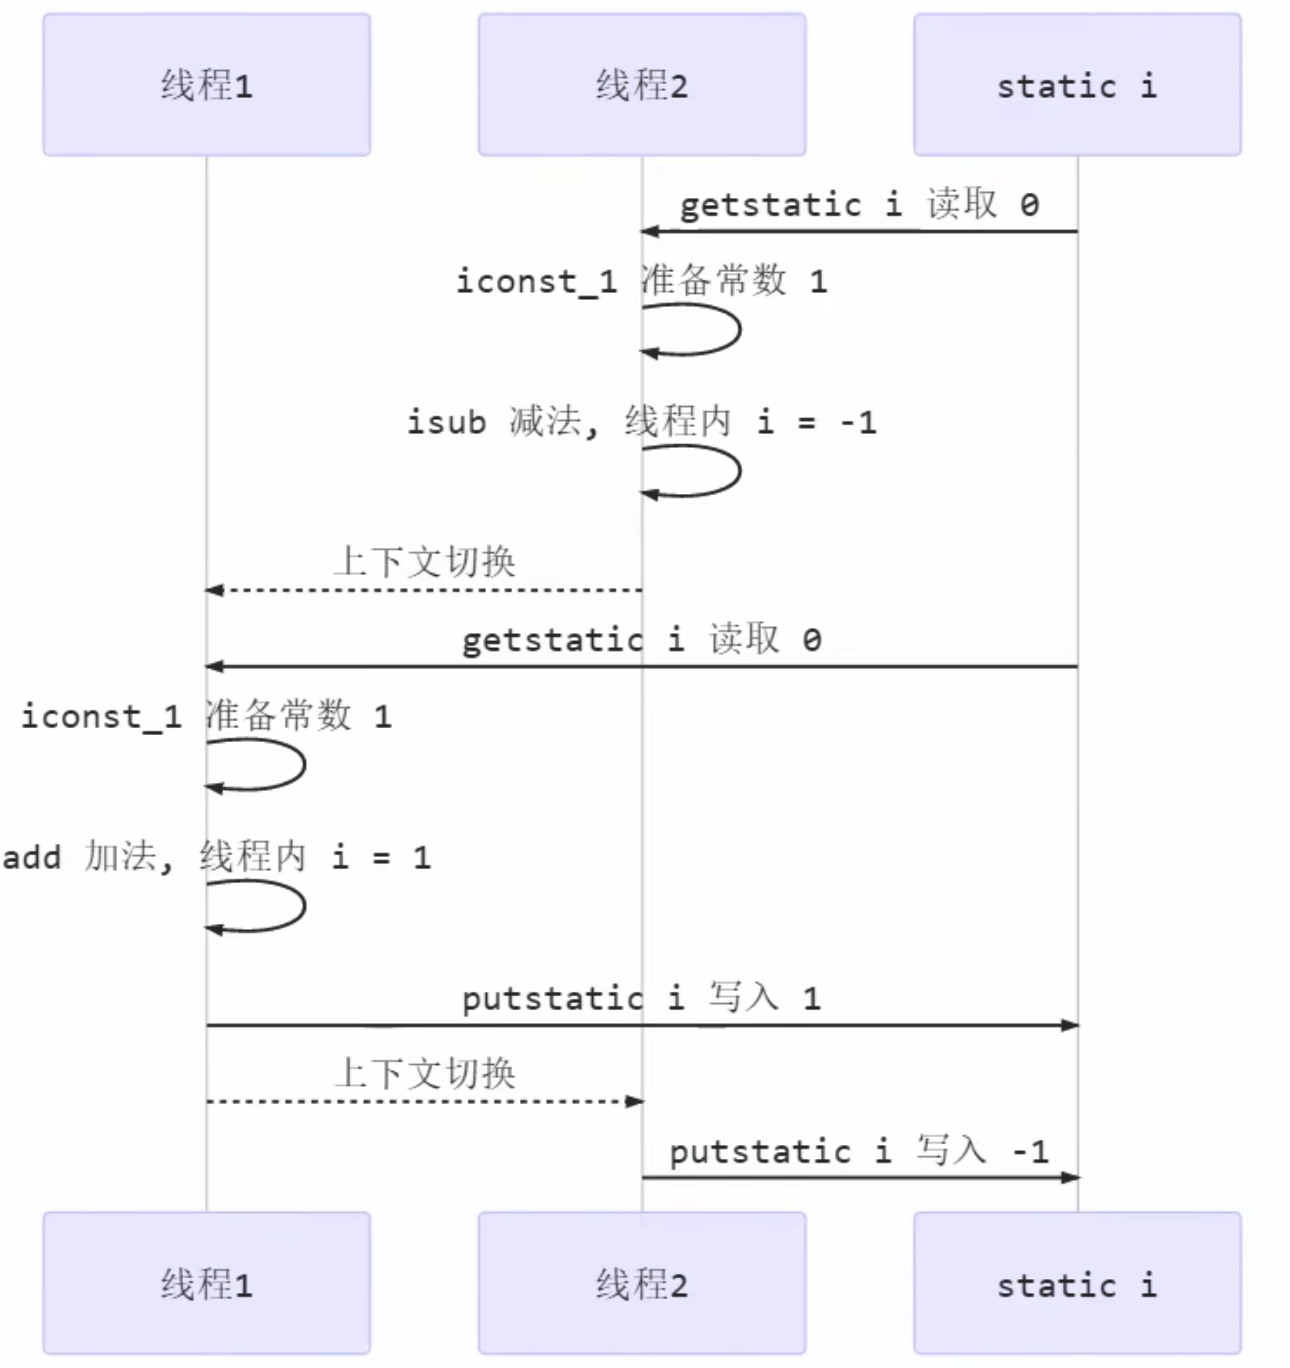 线程1
线程2
static i
getstatic i 读取 0
iconst_1 准备常数 1
isub 减法, 线程内 i = -1
上下文切换
getstatic i 读取 0
iconst_1 准备常数 1
add 加法, 线程内 i = 1
putstatic i 写入 1
上下文切换
putstatic i 写入 -1
线程1
线程2
static i